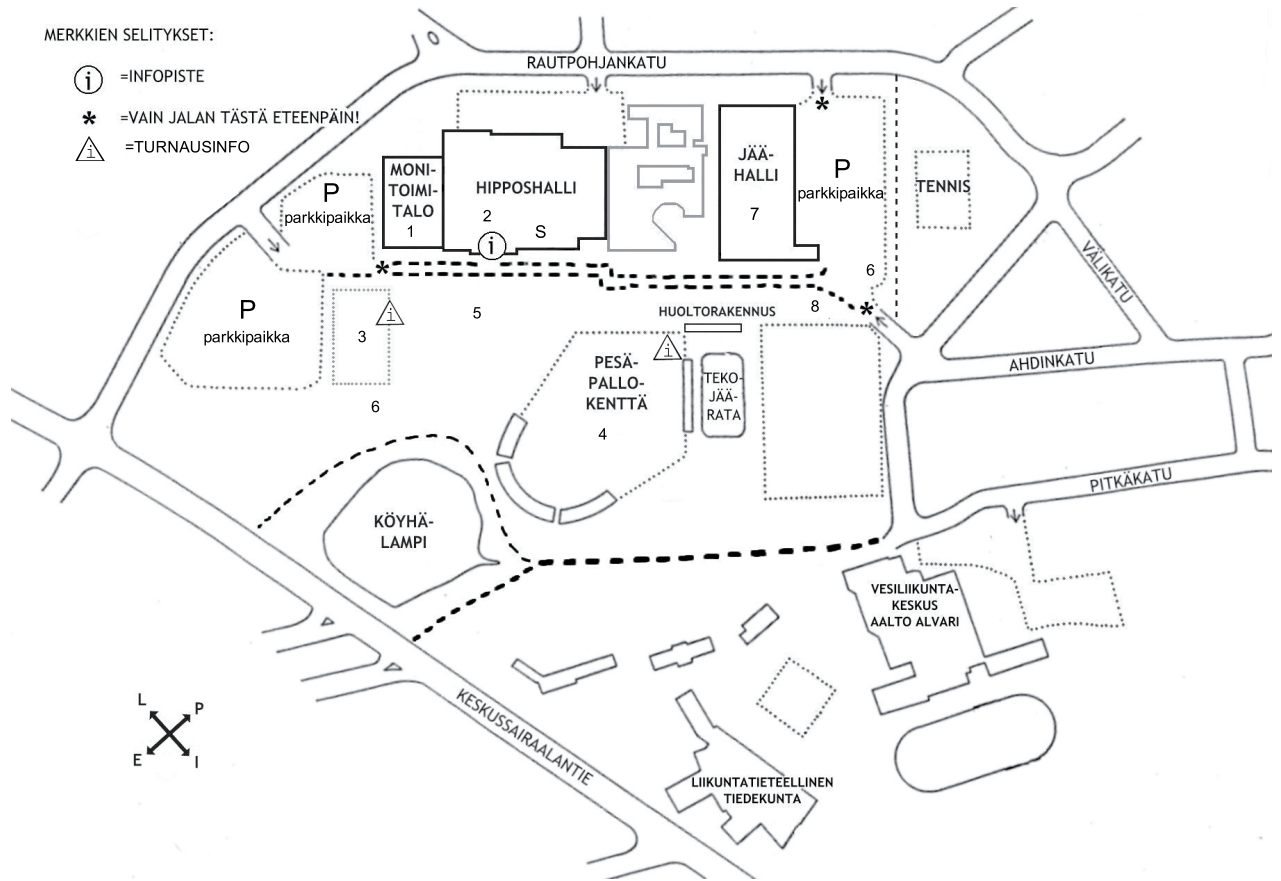 MERKKIEN SELITYKSET:
i =INFOPISTE
* =VAIN JALAN TÄSTÄ ETEENPÄIN!
i =TURNAUSINFO
RAUTPOHJANKATU
MONI-
TOIMI-
TALO
1
HIPPOSHALLI
2
S
i
JÄÄ-
HALLI
7
P
parkkipaikka
P
parkkipaikka
TENNIS
VÄLIKATU
*
*
*
6
P
parkkipaikka
i
3
5
8
HUOLTORAKENNUS
i
PESÄ-
PALLO-
KENTTÄ
4
TEKO-
JÄÄ-
RATA
AHDINKATU
6
PITKÄKATU
KÖYHÄ-
LAMPI
VESILIIKUNTA-
KESKUS
AALTO ALVARI
L
P
E
I
KESKUSSAIRAALANTIE
LIIKUNTATIETEELLINEN
TIEDEKUNTA